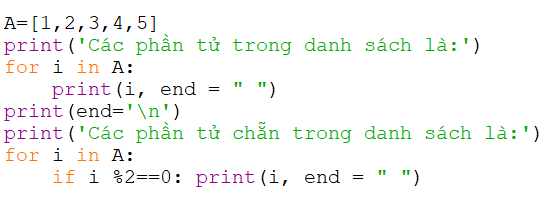 A=[1,2,3,4,5]
print('Các phần tử trong danh sách là:')
for i in A:
    print(i, end = " ")
print(end='\n')
print('Các phần tử chẵn trong danh sách là:')
for i in A:
    if i %2==0: print(i, end = " ")